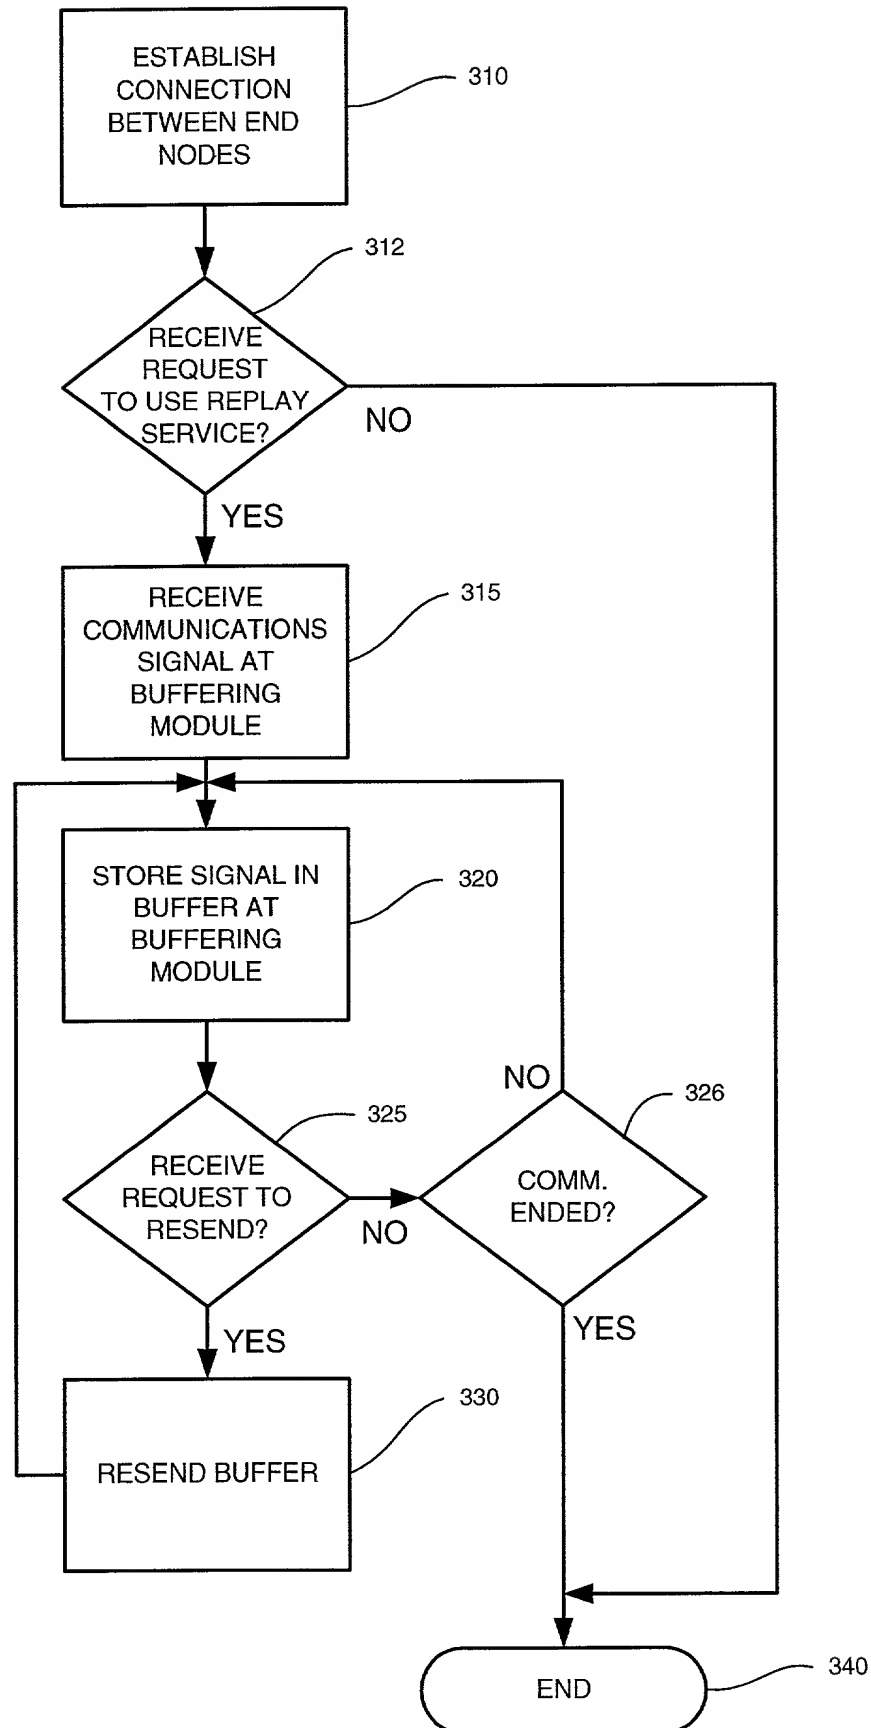 ESTABLISH
CONNECTION
BETWEEN END
NODES
310
312
RECEIVE
REQUEST
TO USE REPLAY
SERVICE?
NO
YES
RECEIVE
COMMUNICATIONS
SIGNAL AT
BUFFERING
MODULE
315
STORE SIGNAL IN
BUFFER AT
BUFFERING
MODULE
320
325
RECEIVE
REQUEST TO
RESEND?
NO
YES
NO
326
COMM.
ENDED?
YES
RESEND BUFFER
330
END
340